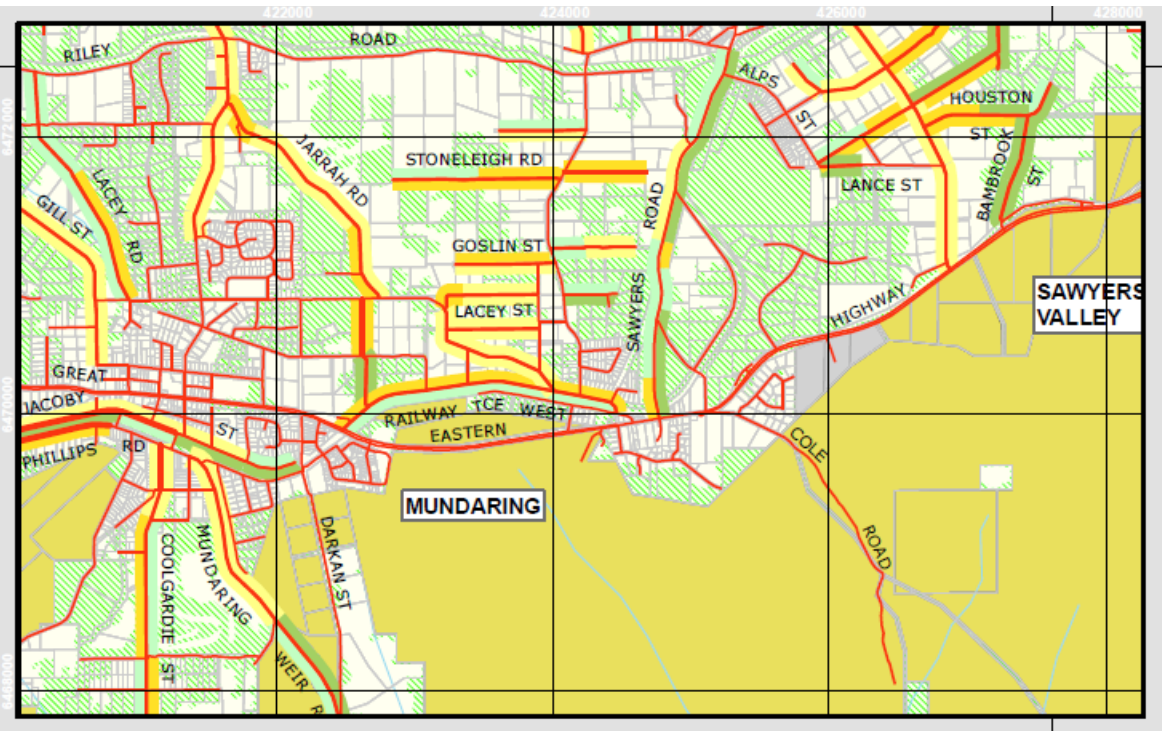 422000
424000
426000
428000
RILEY
ROAD
ALPS
ST
HOUSTON
ST
6472000
STONELEIGH RD
JARRAH RD
LACEY
RD
GILL ST
LANCE ST
BAMBROOK
ST
ROAD
SAWYERS
GOSLIN ST
LACEY ST
HIGHWAY
SAWYERS
VALLEY
GREAT
JACOBY
ST
6470000
RAILWAY TCE WEST
EASTERN
PHILLIPS RD
COLE
ROAD
MUNDARING
COOLGARDIE ST
MUNDARING
WEIR R
DARKAN ST
6468000